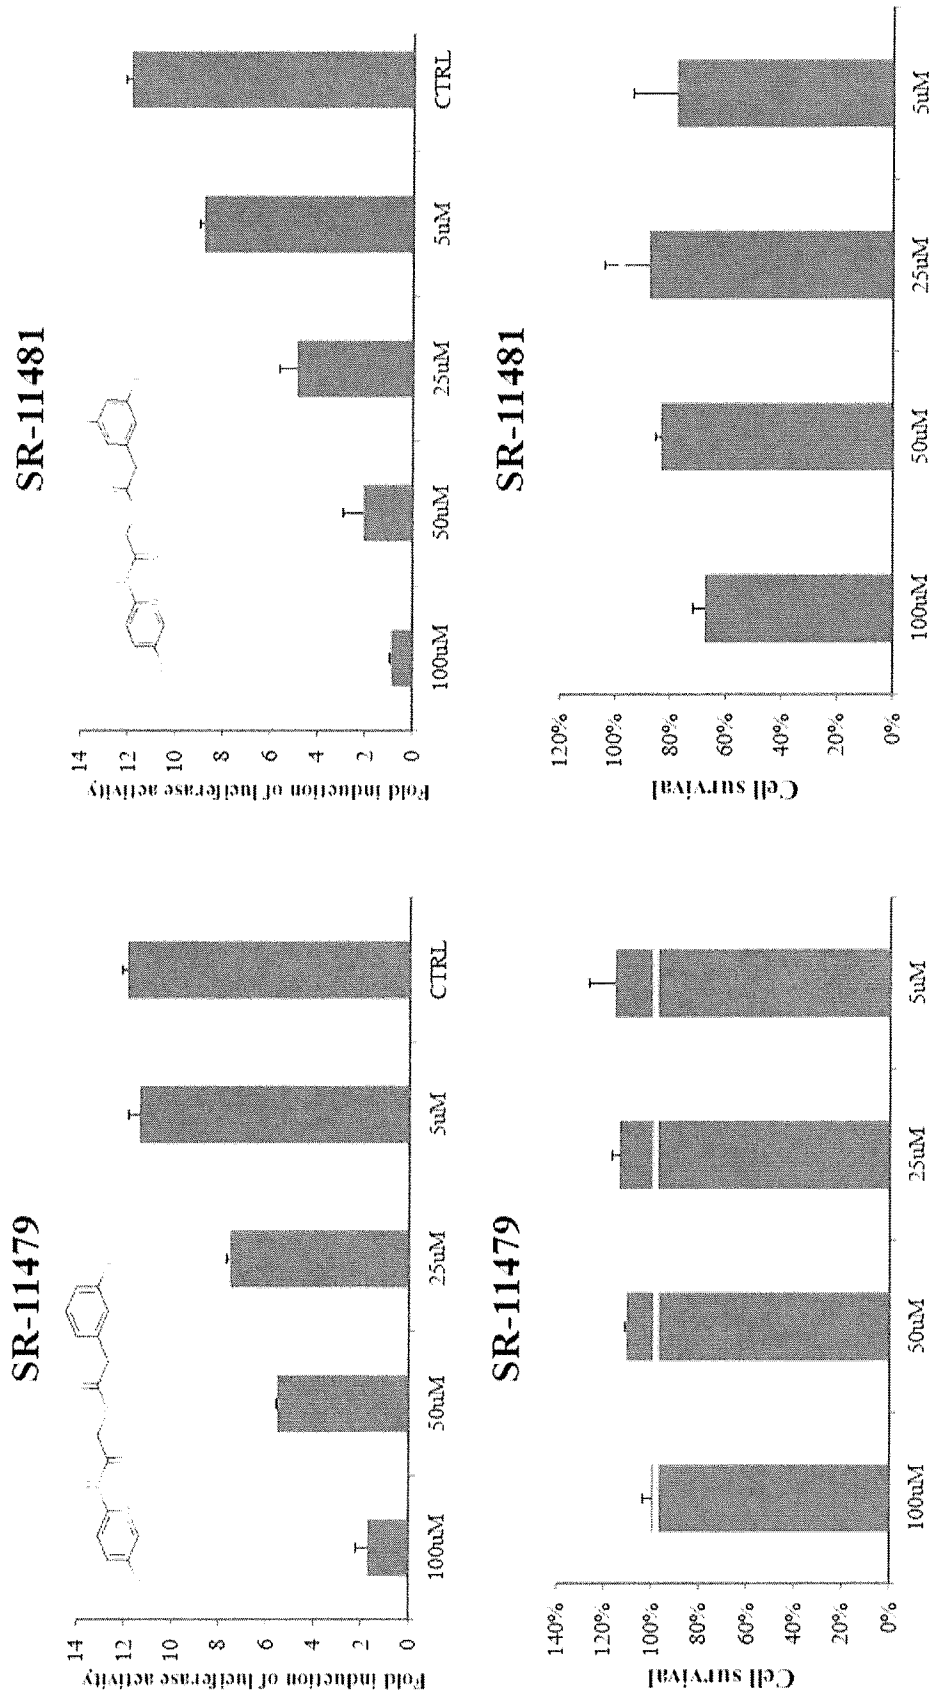 SR-11479
Fold induction of luciferase activity
14
12
10
8
6
4
2
0
100uM
50uM
25uM
5uM
CTRL
SR-11481
Fold induction of luciferase activity
14
12
10
8
6
4
2
0
100uM
50uM
25uM
5uM
CTRL
SR-11479
Cell survival
140%
120%
100%
80%
60%
40%
20%
0%
100uM
50uM
25uM
5uM
SR-11481
Cell survival
120%
100%
80%
60%
40%
20%
0%
100uM
50uM
25uM
5uM